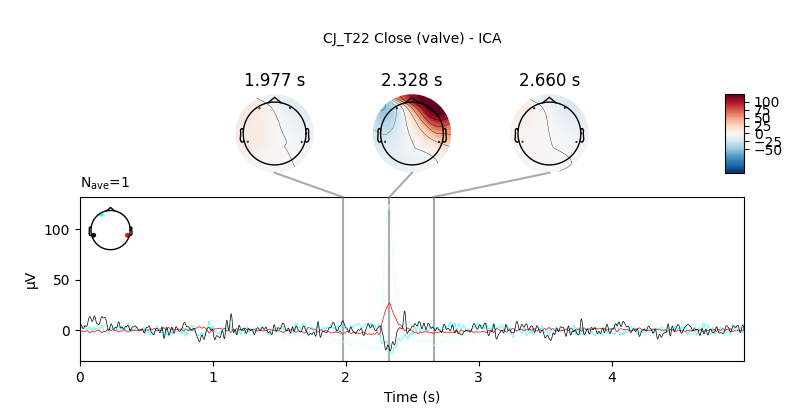 CJ_T22 Close (valve) - ICA
1.977 s 2.328 s 2.660 s
100
75
50
25
0
−25
−50
Nave=1
100
50
0
µV
0 1 2 3 4
Time (s)